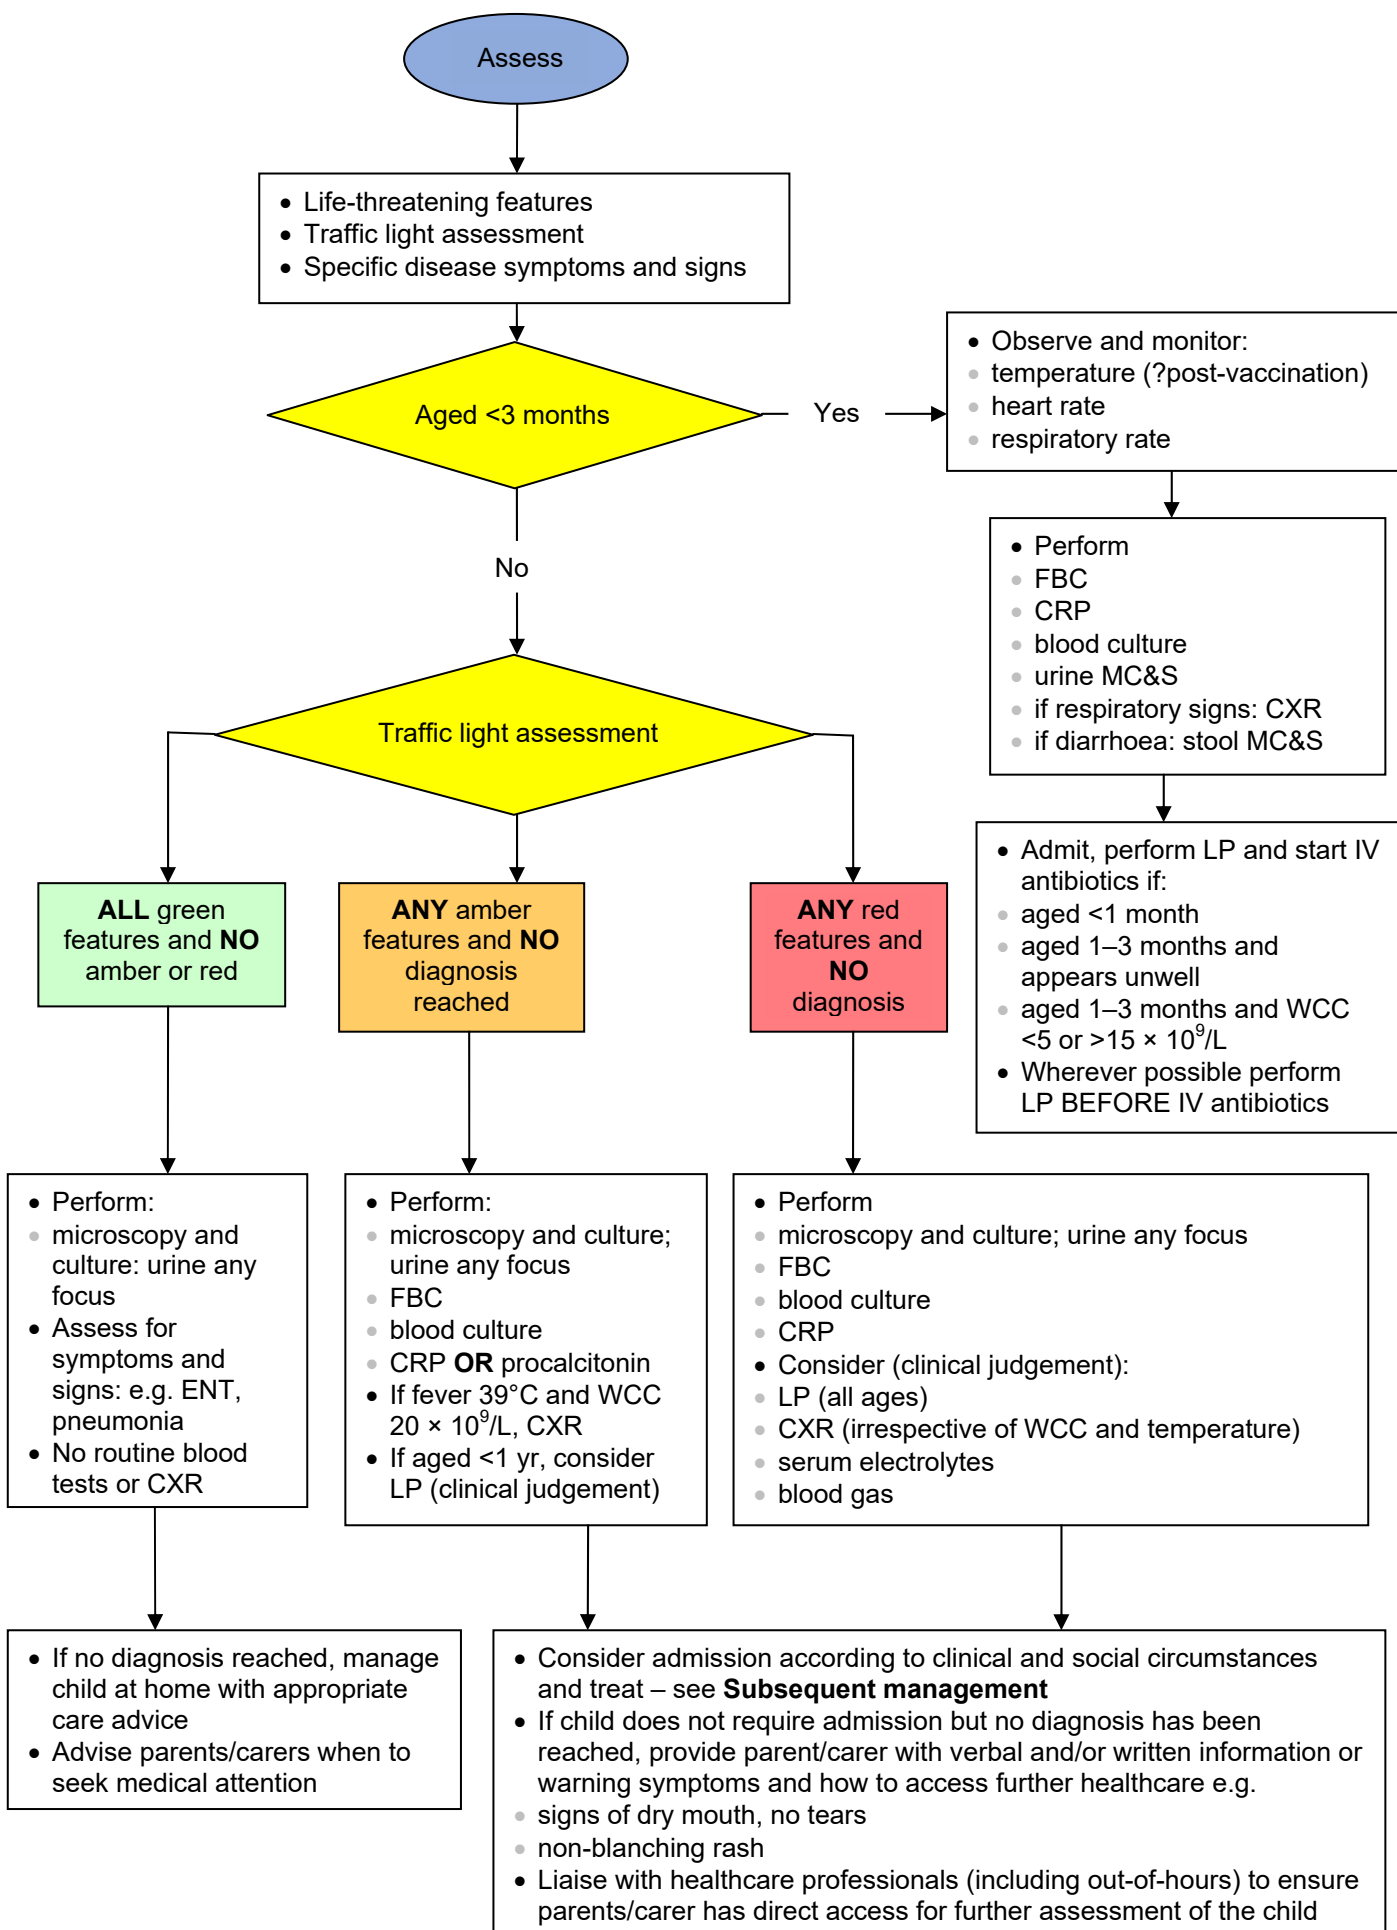 Assess
• Life-threatening features
• Traffic light assessment
• Specific disease symptoms and signs
Aged <3 months
Yes
• Observe and monitor:
• temperature (?post-vaccination)
• heart rate
• respiratory rate
• Perform
• FBC
• CRP
• blood culture
• urine MC&S
• if respiratory signs: CXR
• if diarrhoea: stool MC&S
• Admit, perform LP and start IV
antibiotics if:
• aged <1 month
• aged 1–3 months and
appears unwell
• aged 1–3 months and WCC
<5 or >15 × 10⁹/L
• Wherever possible perform
LP BEFORE IV antibiotics
No
Traffic light assessment
ALL green
features and NO
amber or red
ANY amber
features and NO
diagnosis
reached
ANY red
features and
NO
diagnosis
• Perform:
• microscopy and
culture: urine any
focus
• Assess for
symptoms and
signs: e.g. ENT,
pneumonia
• No routine blood
tests or CXR
• Perform:
• microscopy and culture;
urine any focus
• FBC
• blood culture
• CRP OR procalcitonin
• If fever 39°C and WCC
20 × 10⁹/L, CXR
• If aged <1 yr, consider
LP (clinical judgement)
• Perform
• microscopy and culture; urine any focus
• FBC
• blood culture
• CRP
• Consider (clinical judgement):
• LP (all ages)
• CXR (irrespective of WCC and temperature)
• serum electrolytes
• blood gas
• If no diagnosis reached, manage
child at home with appropriate
care advice
• Advise parents/carers when to
seek medical attention
• Consider admission according to clinical and social circumstances
and treat – see Subsequent management
• If child does not require admission but no diagnosis has been
reached, provide parent/carer with verbal and/or written information or
warning symptoms and how to access further healthcare e.g.
• signs of dry mouth, no tears
• non-blanching rash
• Liaise with healthcare professionals (including out-of-hours) to ensure
parents/carer has direct access for further assessment of the child